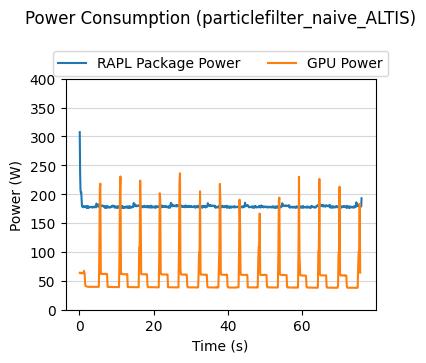 Power Consumption (particlefilter_naive_ALTIS)
RAPL Package Power GPU Power
400
350
300
250
200
150
100
50
0
Power (W)
0 20 40 60
Time (s)